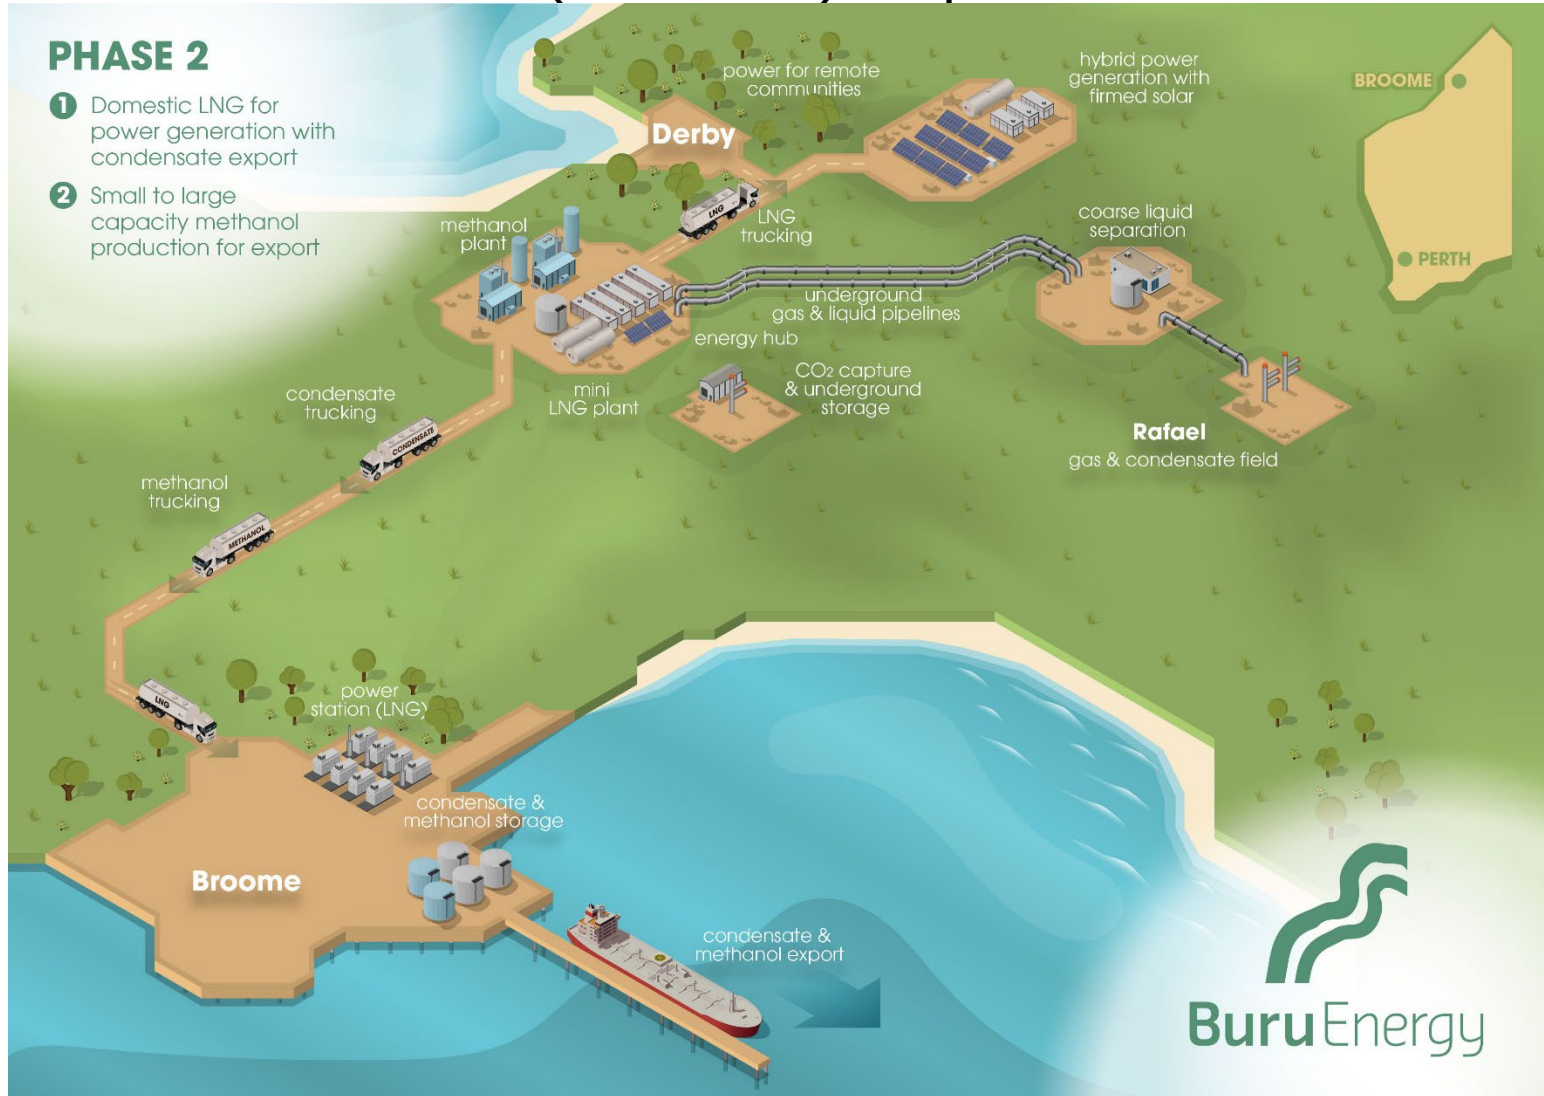 PHASE 2
1 Domestic LNG for
power generation with
condensate export
2 Small to large
capacity methanol
production for export
power for remote
communities
hybrid power
generation with
firmed solar
BROOME
PERTH
Derby
LNG
LNG
trucking
methanol
plant
coarse liquid
separation
underground
gas & liquid pipelines
energy hub
mini
LNG plant
CO2 capture
& underground
storage
Rafael
gas & condensate field
condensate
trucking
CONDENSATE
methanol
trucking
METHANOL
LNG
power
station (LNG)
condensate &
methanol storage
Broome
condensate &
methanol export
Buru Energy